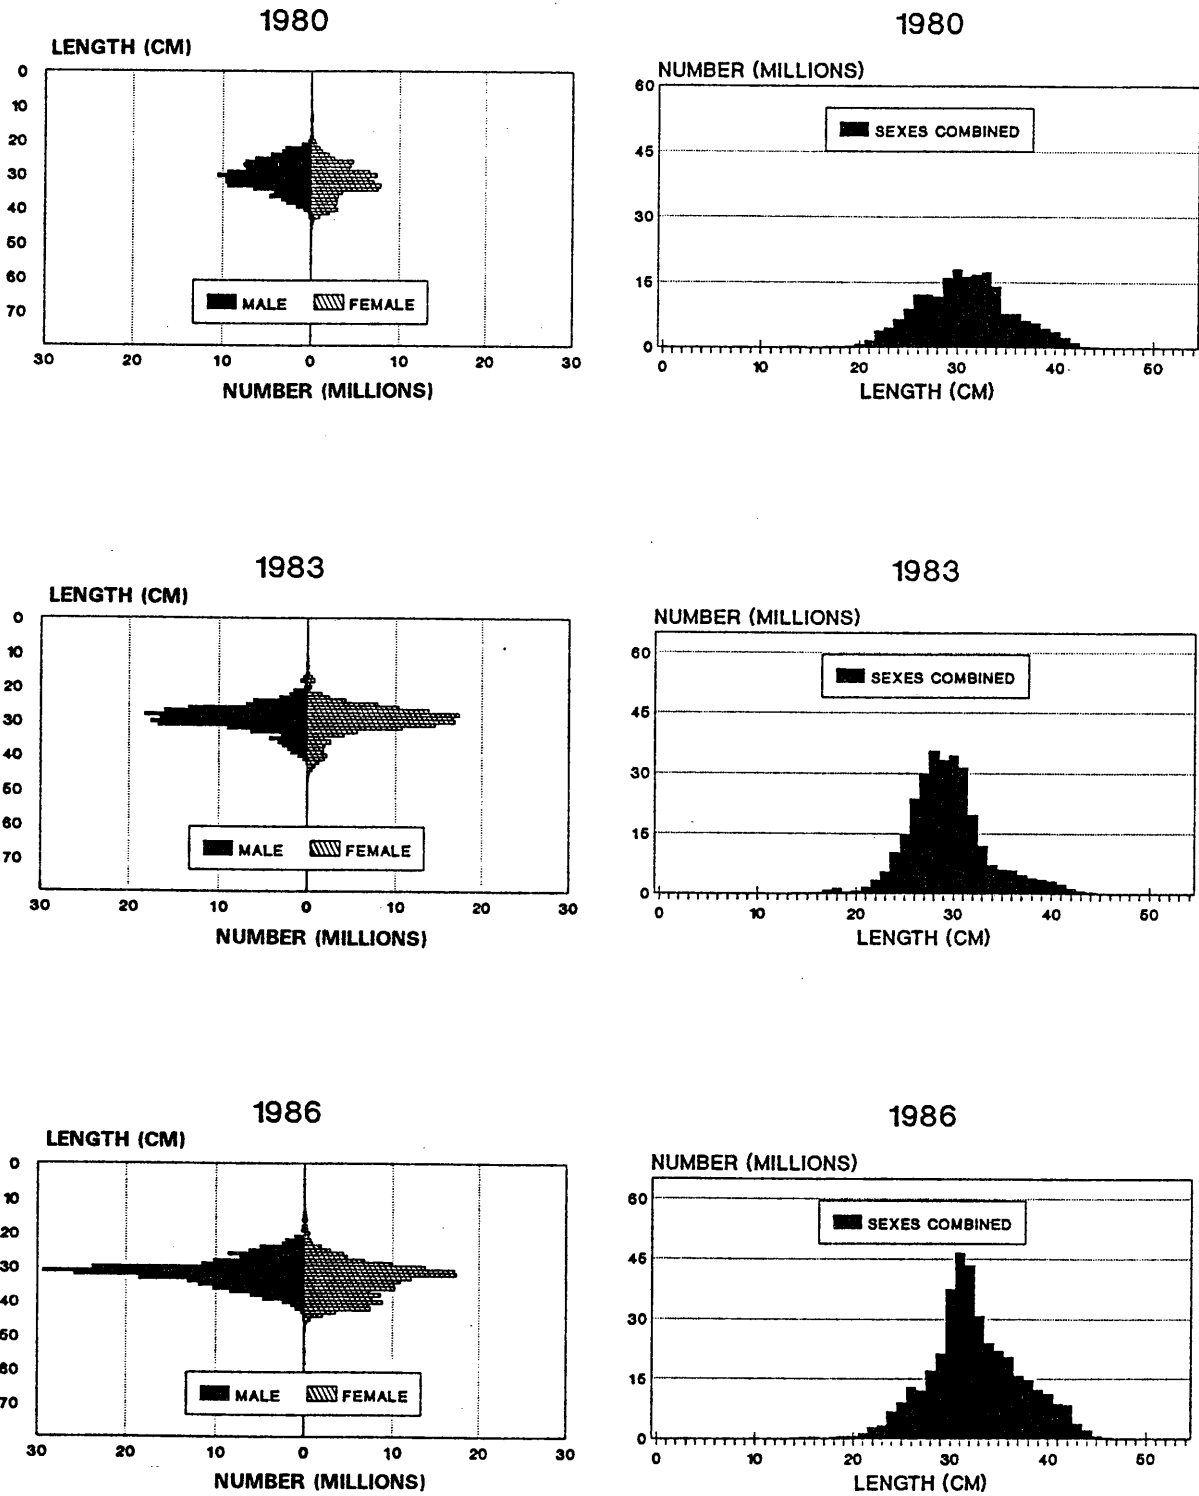 1980
LENGTH (CM)
0
10
20
30
40
50
60
70
MALE FEMALE
30 20 10 0 10 20 30
NUMBER (MILLIONS)
1980
NUMBER (MILLIONS)
60
45
30
15
0
SEXES COMBINED
0 10 20 30 40 50
LENGTH (CM)
1983
LENGTH (CM)
0
10
20
30
40
50
60
70
MALE FEMALE
30 20 10 0 10 20 30
NUMBER (MILLIONS)
1983
NUMBER (MILLIONS)
60
45
30
15
0
SEXES COMBINED
0 10 20 30 40 50
LENGTH (CM)
1986
LENGTH (CM)
0
10
20
30
40
50
60
70
MALE FEMALE
30 20 10 0 10 20 30
NUMBER (MILLIONS)
1986
NUMBER (MILLIONS)
60
45
30
15
0
SEXES COMBINED
0 10 20 30 40 50
LENGTH (CM)